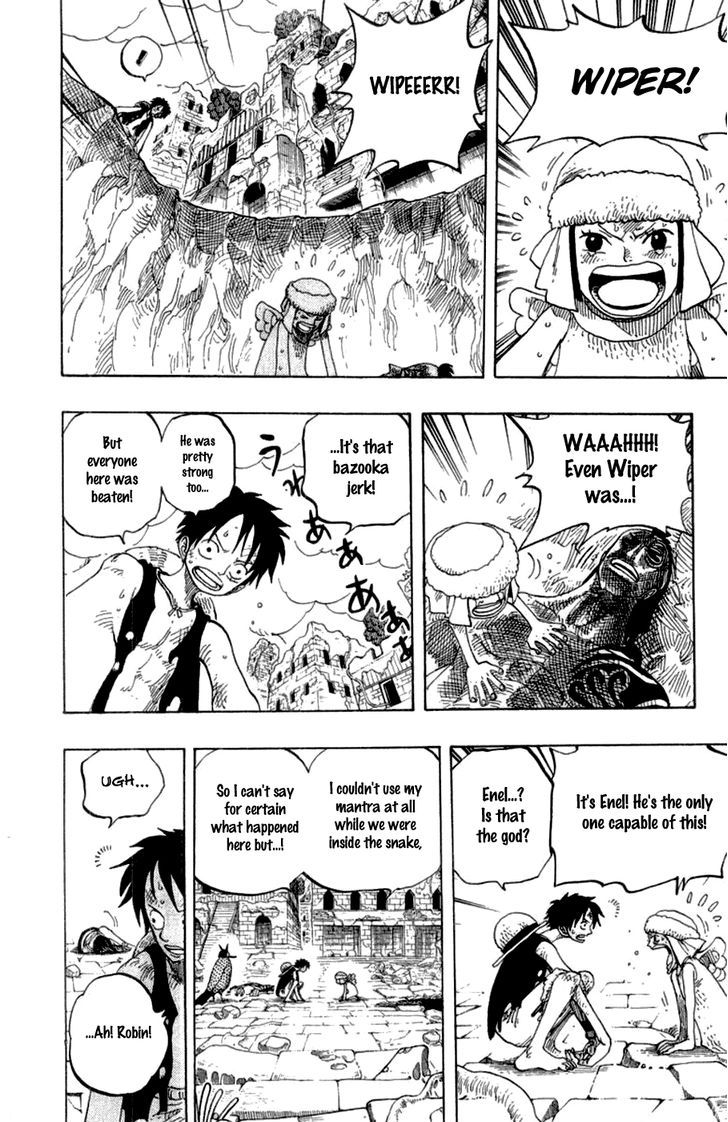 WIPER!
WIPEEERR!
WAAAHHH!
Even Wiper
was...!
...It's that
bazooka
jerk!
He was
pretty
strong
too...
But
everyone
here was
beaten!
うわああああ
It's Enel! He's the only
one capable of this!
Enel...?
Is that
the god?
I couldn't use my
mantra at all
while we were
inside the snake,
So I can't say
for certain
what happened
here but...!
UGH...
...Ah! Robin!